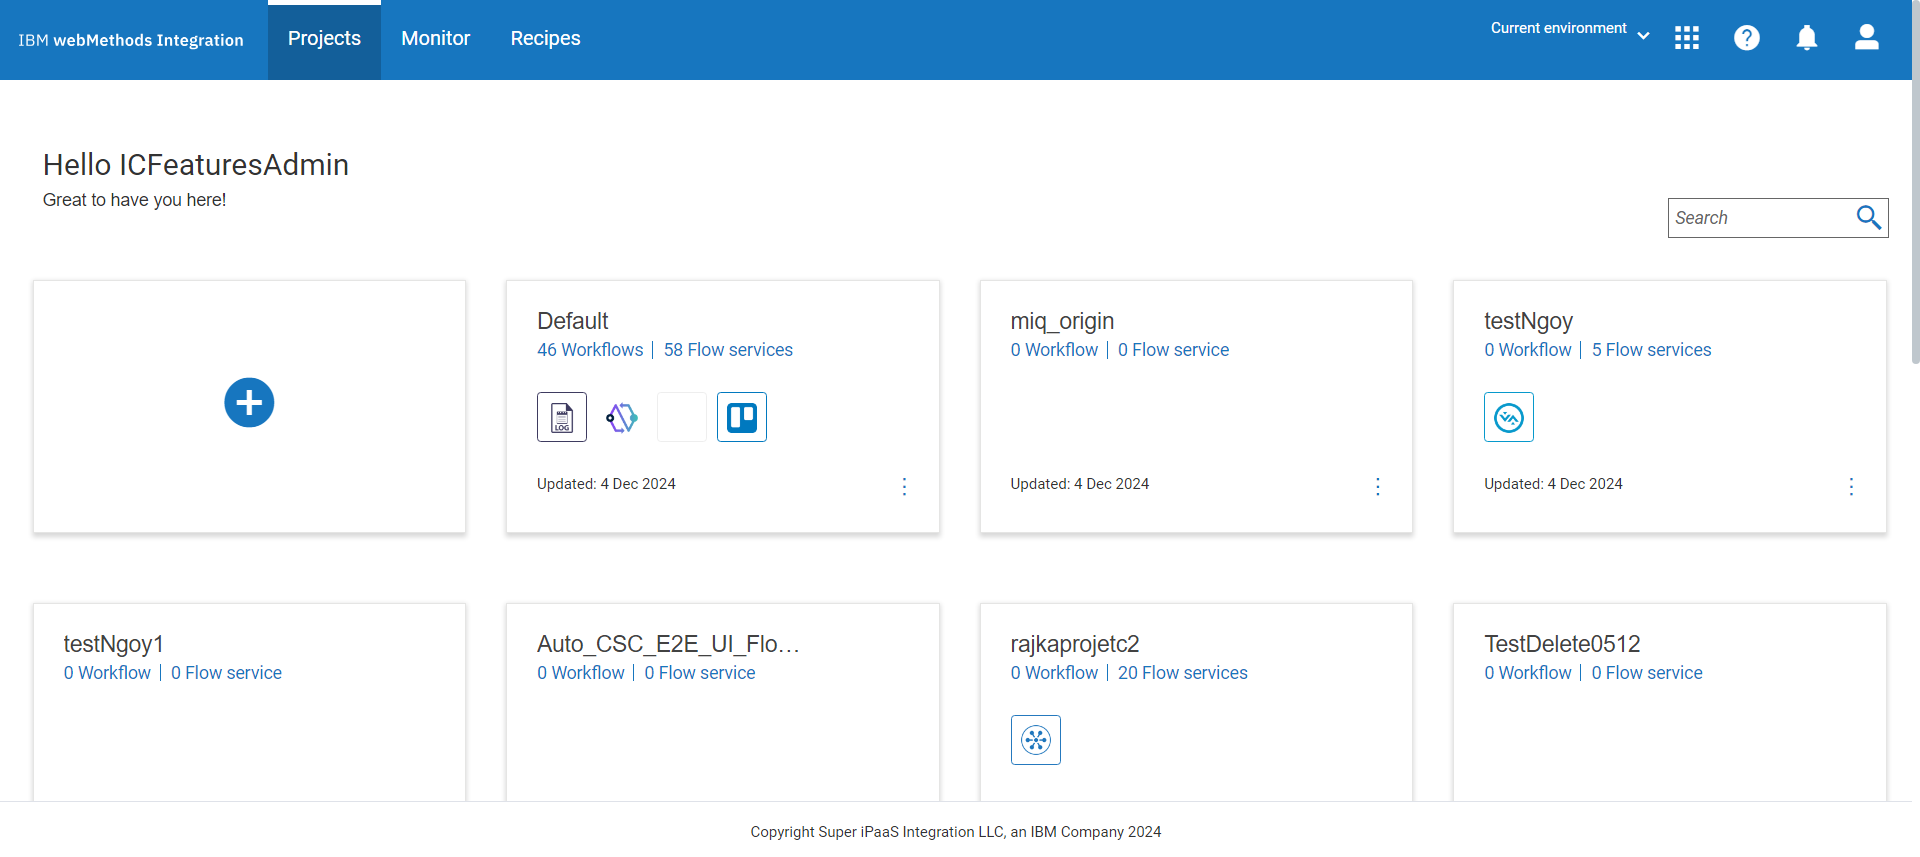 IBM webMethods Integration
Projects
Monitor
Recipes
Current environment
Hello ICFeaturesAdmin
Great to have you here!
Search
Default
46 Workflows | 58 Flow services
LOG
Updated: 4 Dec 2024
miq_origin
0 Workflow | 0 Flow service
Updated: 4 Dec 2024
testNgoy
0 Workflow | 5 Flow services
Updated: 4 Dec 2024
testNgoy1
0 Workflow | 0 Flow service
Auto_CSC_E2E_UI_Flo...
0 Workflow | 0 Flow service
rajkaprojetc2
0 Workflow | 20 Flow services
TestDelete0512
0 Workflow | 0 Flow service
Copyright Super iPaaS Integration LLC, an IBM Company 2024